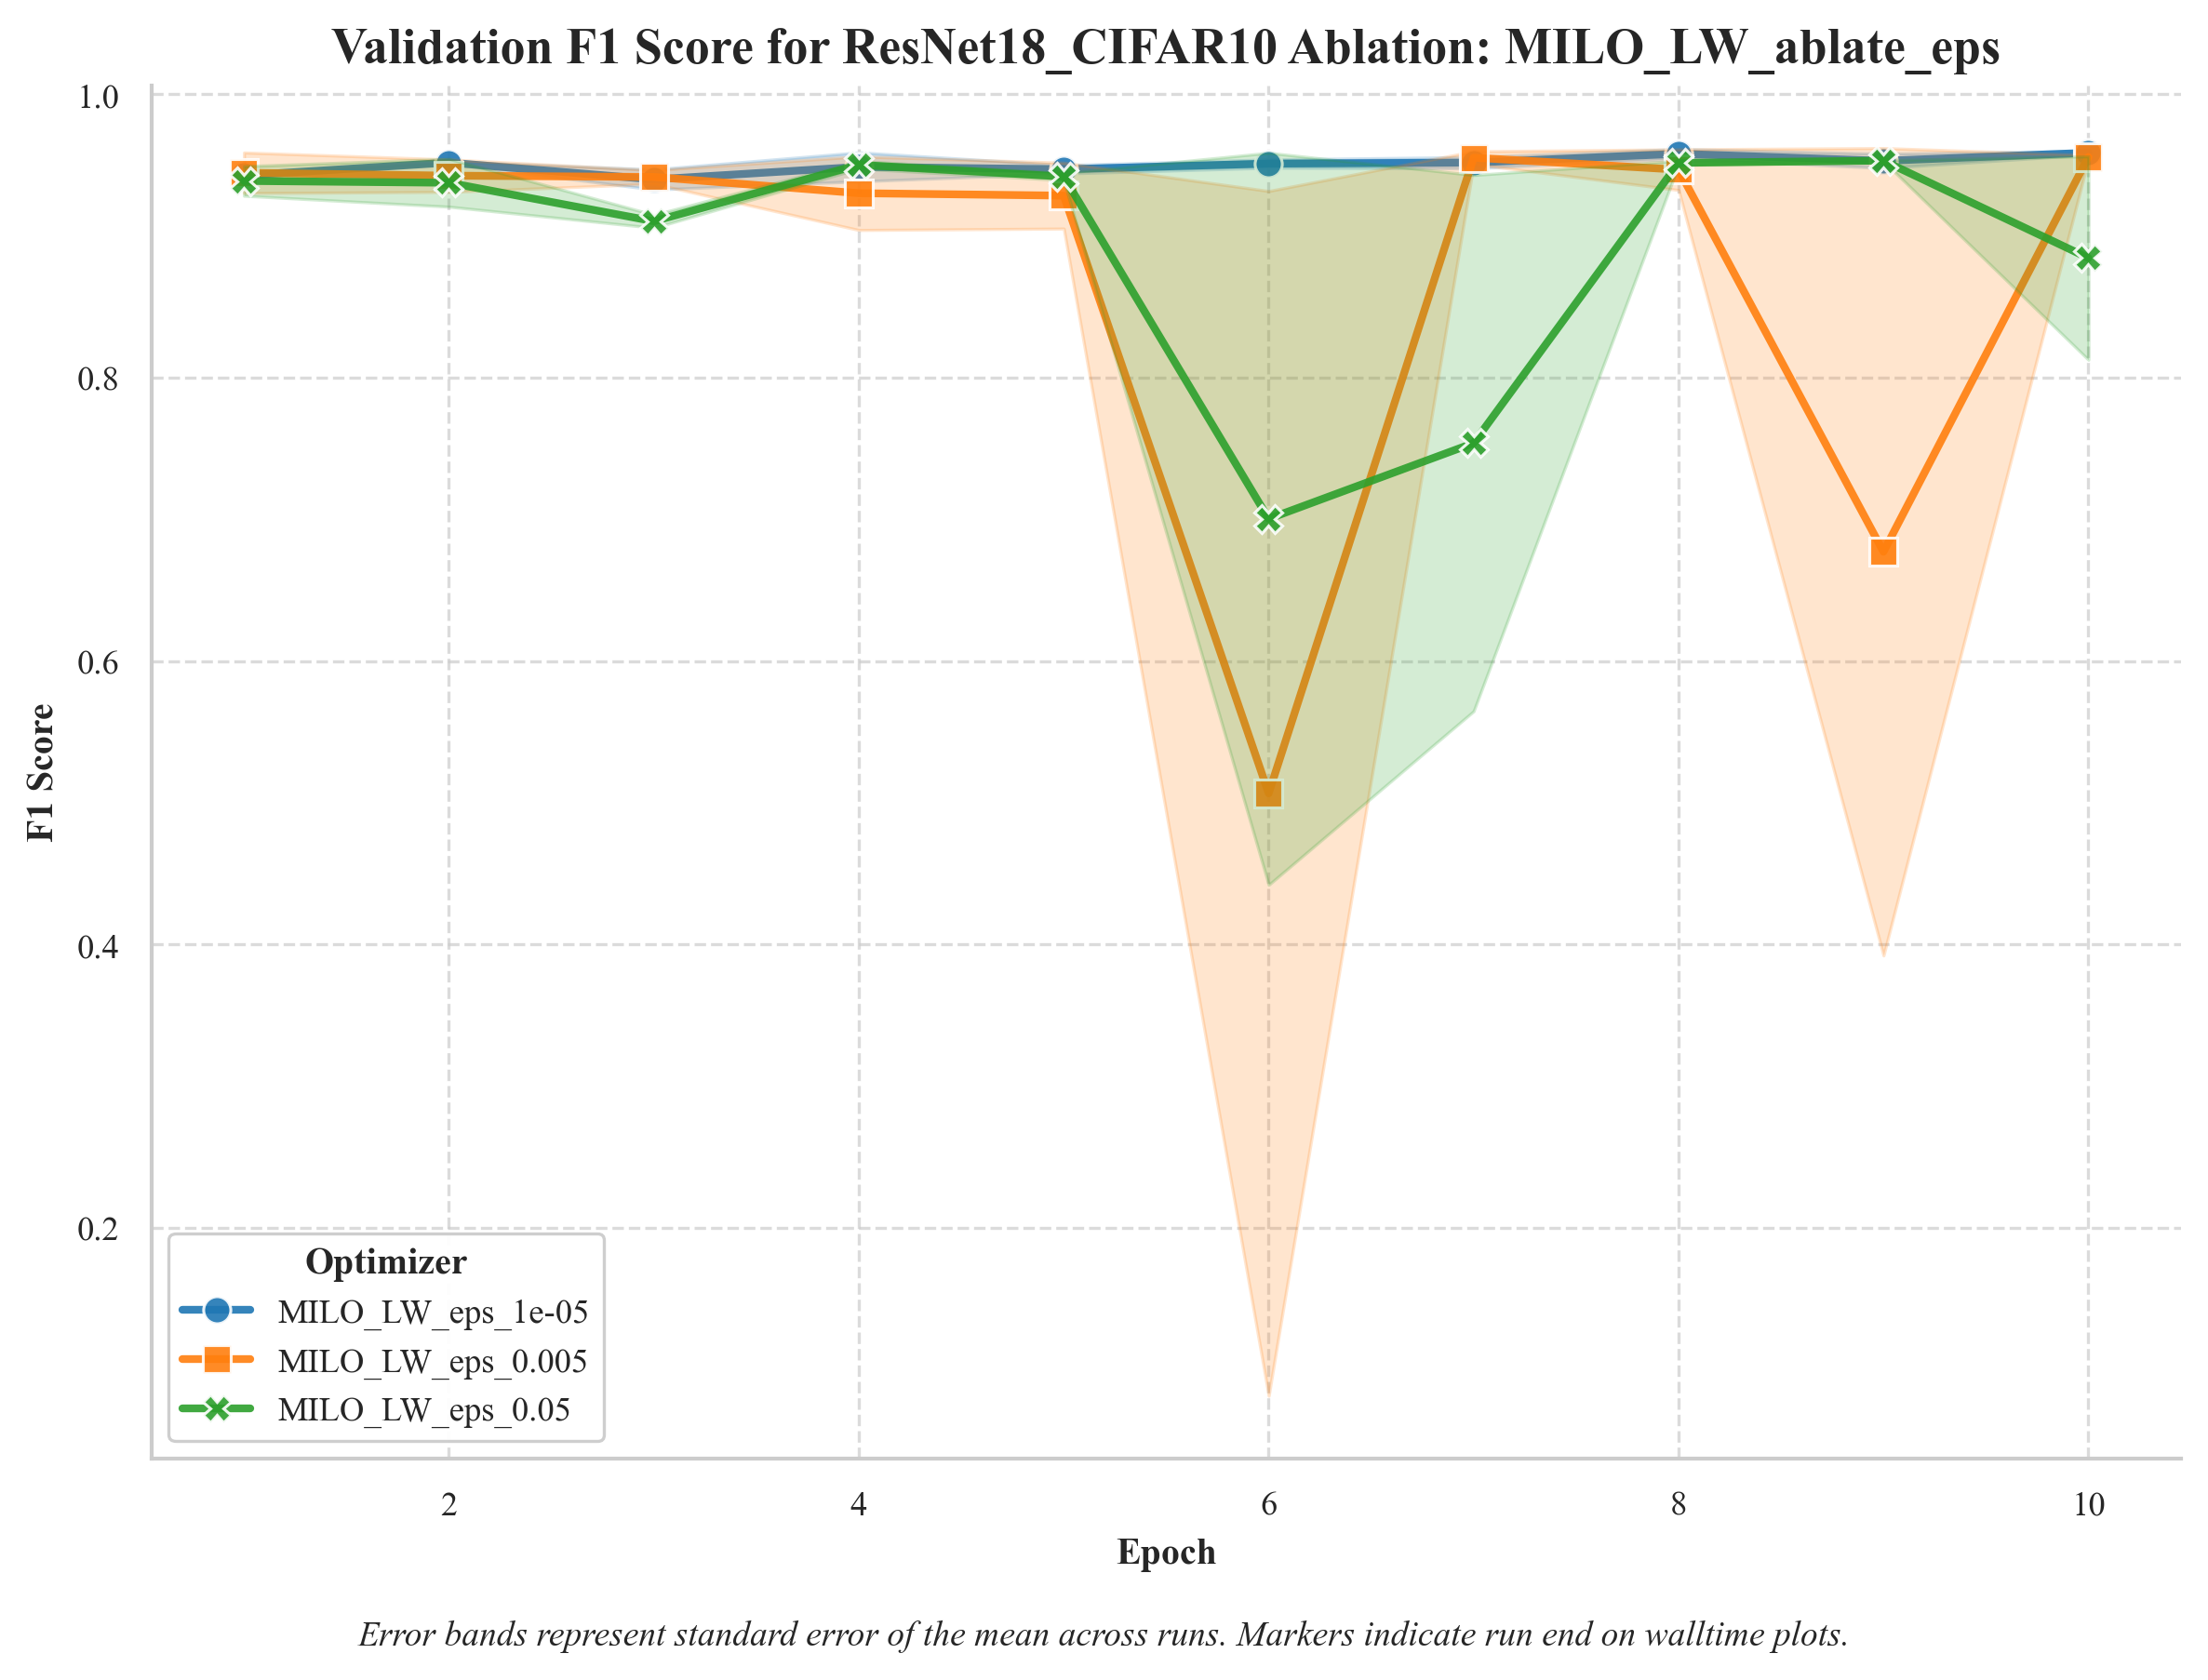 Validation F1 Score for ResNet18_CIFAR10 Ablation: MILO_LW_ablate_eps
1.0
0.8
0.6
0.4
0.2
F1 Score
Optimizer
MILO_LW_eps_1e-05
MILO_LW_eps_0.005
MILO_LW_eps_0.05
2
4
6
8
10
Epoch
Error bands represent standard error of the mean across runs. Markers indicate run end on walltime plots.